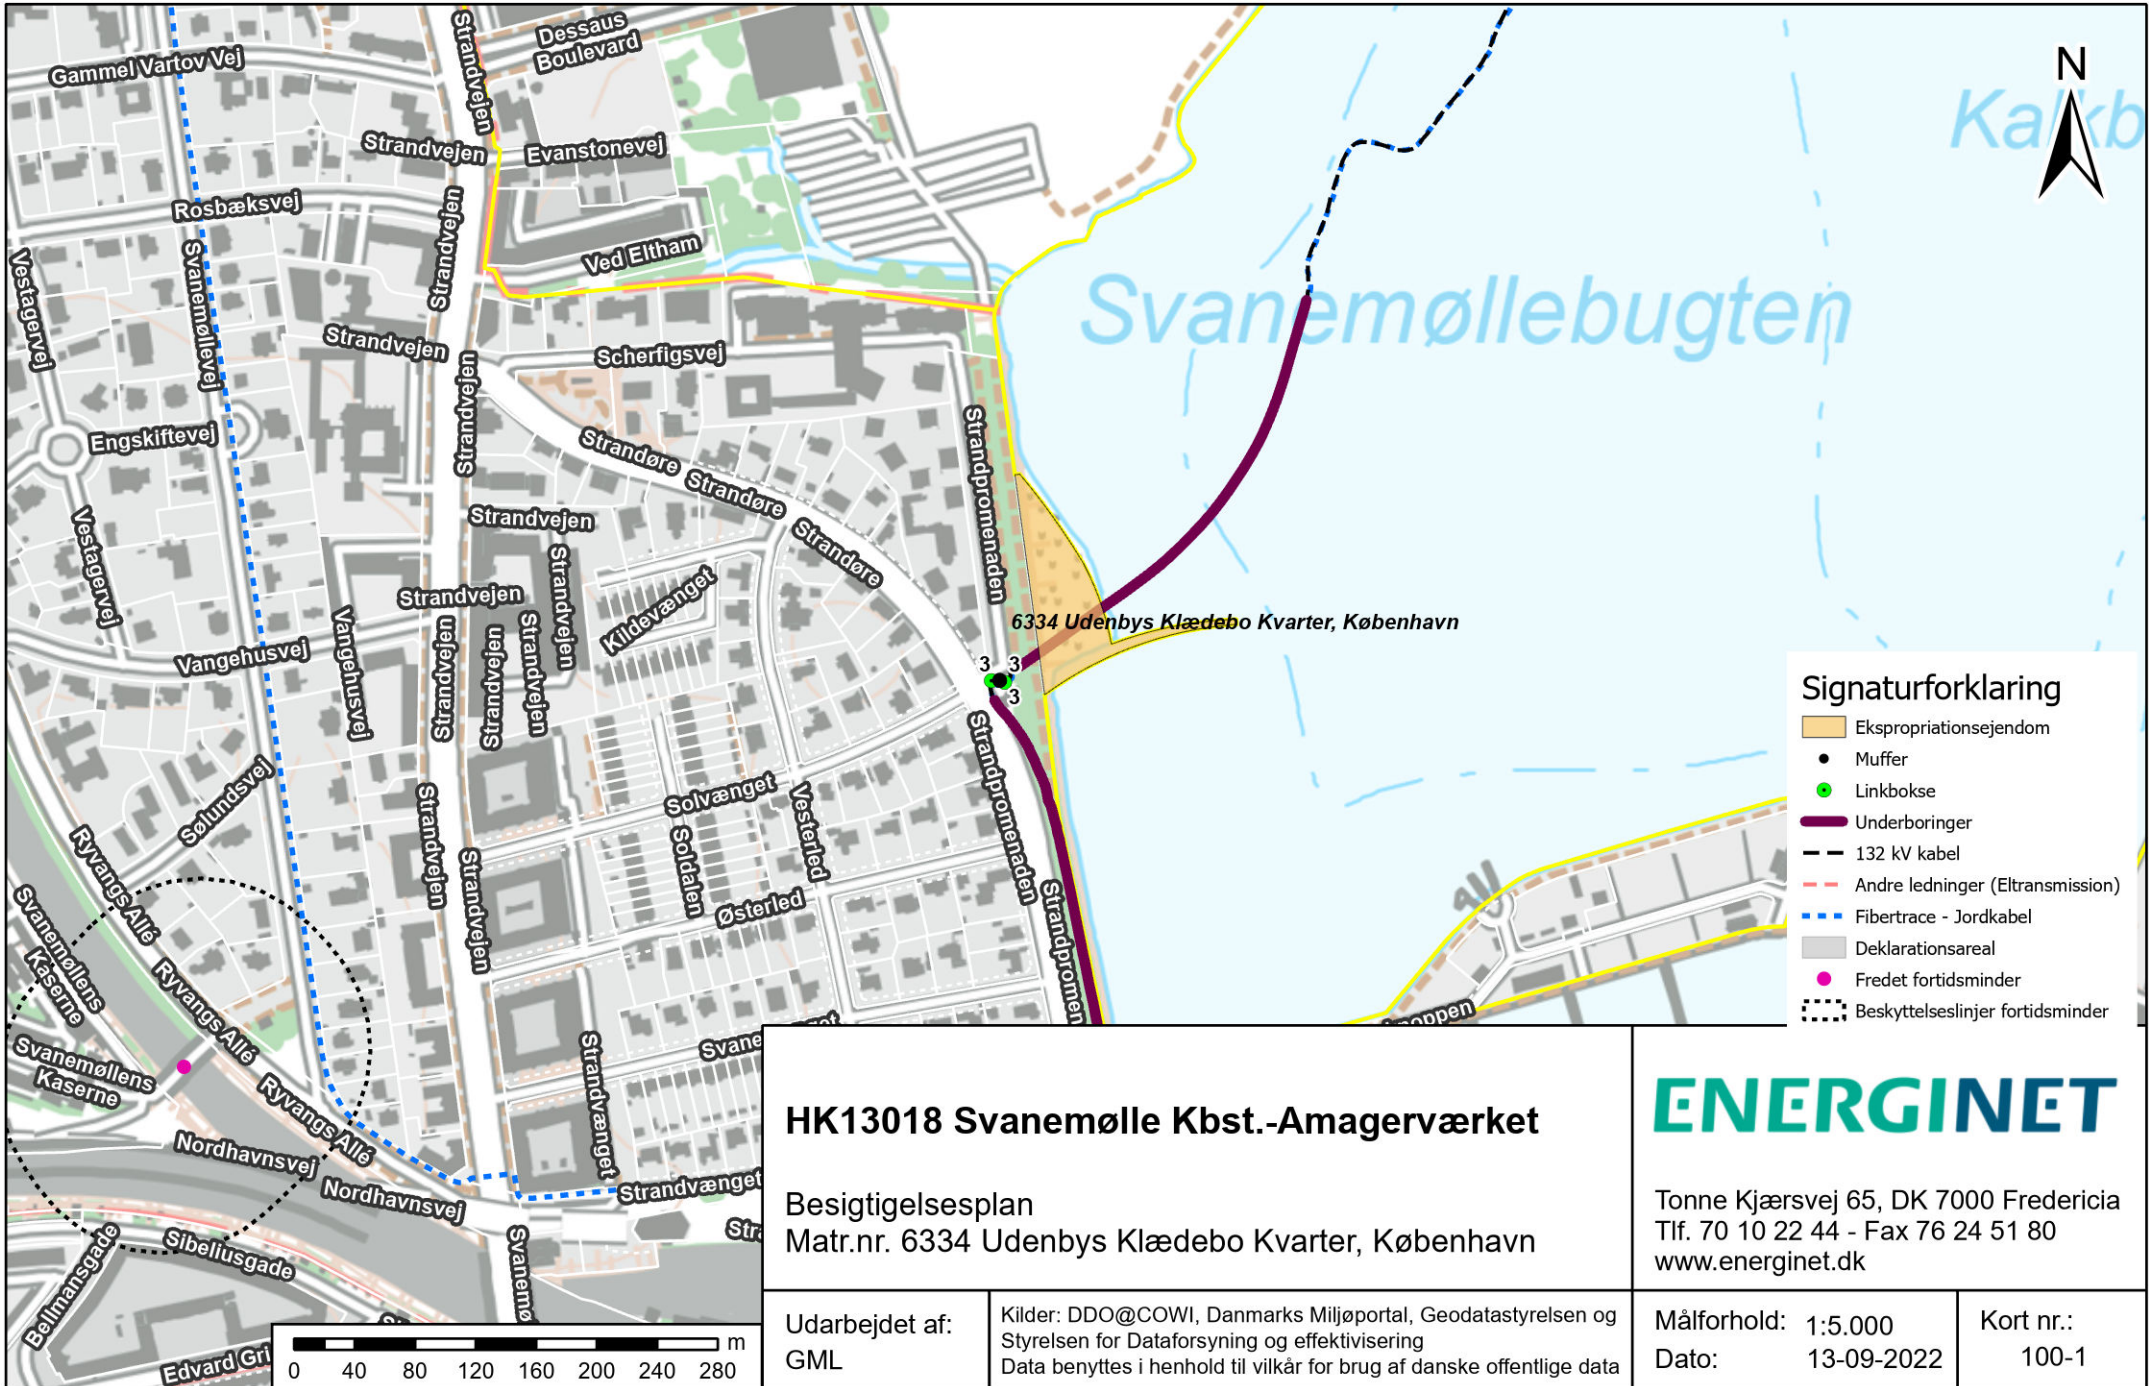 Dessaus
Boulevard
Strandvejen
Gammel Vartov Vej
Strandvejen
Evanstonevej
Rosbæksvej
Strandvejen
Svanemøllevej
Ved Eltham
Vestagervej
Strandvejen
Scherfigsvej
Strandvejen
Engskiftevej
Strandøre
Strandøre
Strandøre
Strandpromenaden
Strandvejen
Vestagervej
Strandvejen
Strandvejen
Kildevænget
Strandvejen
Strandvejen
Strandvejen
Vangehusvej
Vangehusvej
Strandvejen
Svanemøllebugten
N
6334 Udenbys Klædebo Kvarter, København
3
3
3
Sølundsvej
Solvænget
Soldalen
Vesterled
Strandpromenaden
Strandvejen
Strandvejen
Østerled
Strandpromen
Ryvangs Allé
Ryvangs Allé
Ryvangs Allé
Svanemøllens
Kaserne
Svanemøllens
Kaserne
Strandvænget
Strandvænget
Nordhavnsvej
Nordhavnsvej
Sibeliusgade
Bellmansgade
Edvard Gri
Svanemø
Signaturforklaring
Ekspropriationsejendom
Muffer
Linkbokse
Underboringer
132 kV kabel
Andre ledninger (Eltransmission)
Fibertrace - Jordkabel
Deklarationsareal
Fredet fortidsminder
Beskyttelseslinjer fortidsminder
0 40 80 120 160 200 240 280 m
HK13018 Svanemølle Kbst.-Amagerværket
Besigtigelsesplan
Matr.nr. 6334 Udenbys Klædebo Kvarter, København
ENERGINET
Tonne Kjærsvej 65, DK 7000 Fredericia
Tlf. 70 10 22 44 - Fax 76 24 51 80
www.energinet.dk
Udarbejdet af:
GML
Kilder: DDO@COWI, Danmarks Miljøportal, Geodatastyrelsen og
Styrelsen for Dataforsyning og effektivisering
Data benyttes i henhold til vilkår for brug af danske offentlige data
Målforhold: 1:5.000
Dato: 13-09-2022
Kort nr.:
100-1